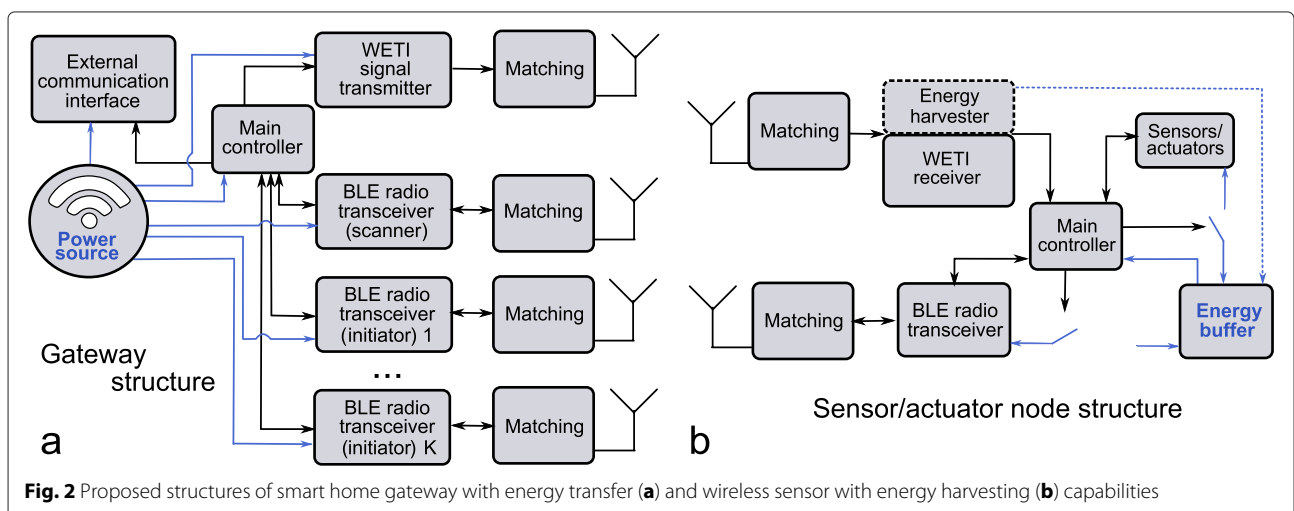 External
communication
interface
WETI
signal
transmitter
Matching
Main
controller
BLE radio
transceiver
(scanner)
Matching
Power
source
BLE radio
transceiver
(initiator) 1
Matching
...
BLE radio
transceiver
(initiator) K
Matching
Gateway
structure
a
Matching
Energy
harvester
WETI
receiver
Sensors/
actuators
Main
controller
Matching
BLE radio
transceiver
Energy
buffer
Sensor/actuator node structure
b
Fig. 2 Proposed structures of smart home gateway with energy transfer (a) and wireless sensor with energy harvesting (b) capabilities